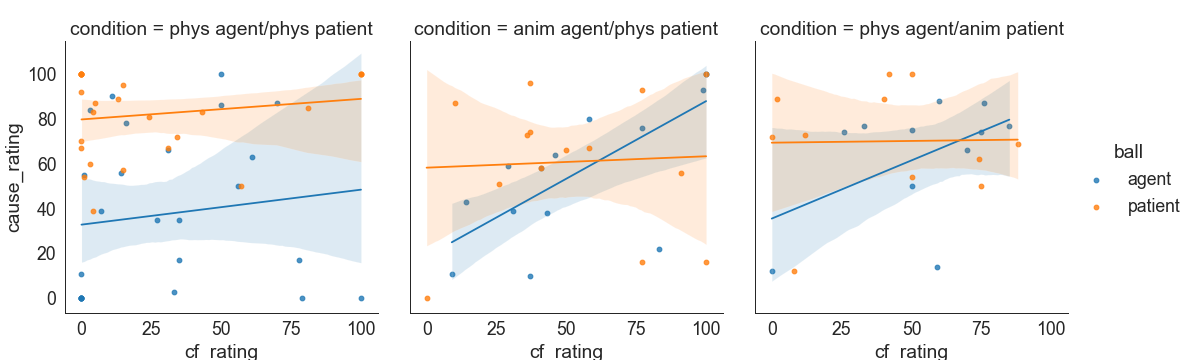 condition = phys agent/phys patient
condition = anim agent/phys patient
condition = phys agent/anim patient
cause_rating
100
80
60
40
20
0
0 25 50 75 100
0 25 50 75 100
0 25 50 75 100
cf_rating
cf_rating
cf_rating
ball
agent
patient